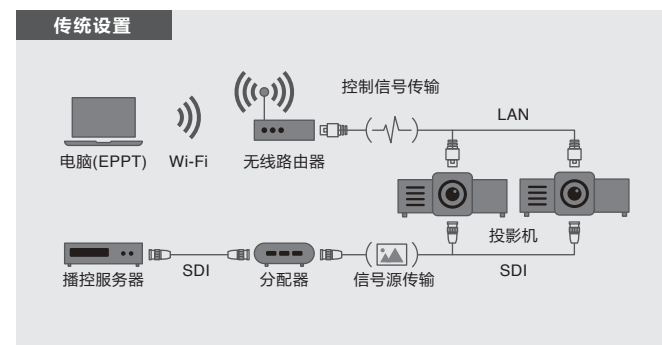 传统设置
控制信号传输
LAN
电脑(EPPT)
Wi-Fi
无线路由器
投影机
SDI
SDI
播控服务器
分配器
信号源传输